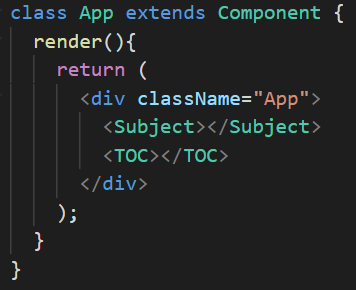 class App extends Component {
  render(){
    return (
      <div className="App">
        <Subject></Subject>
        <TOC></TOC>
      </div>
    );
  }
}